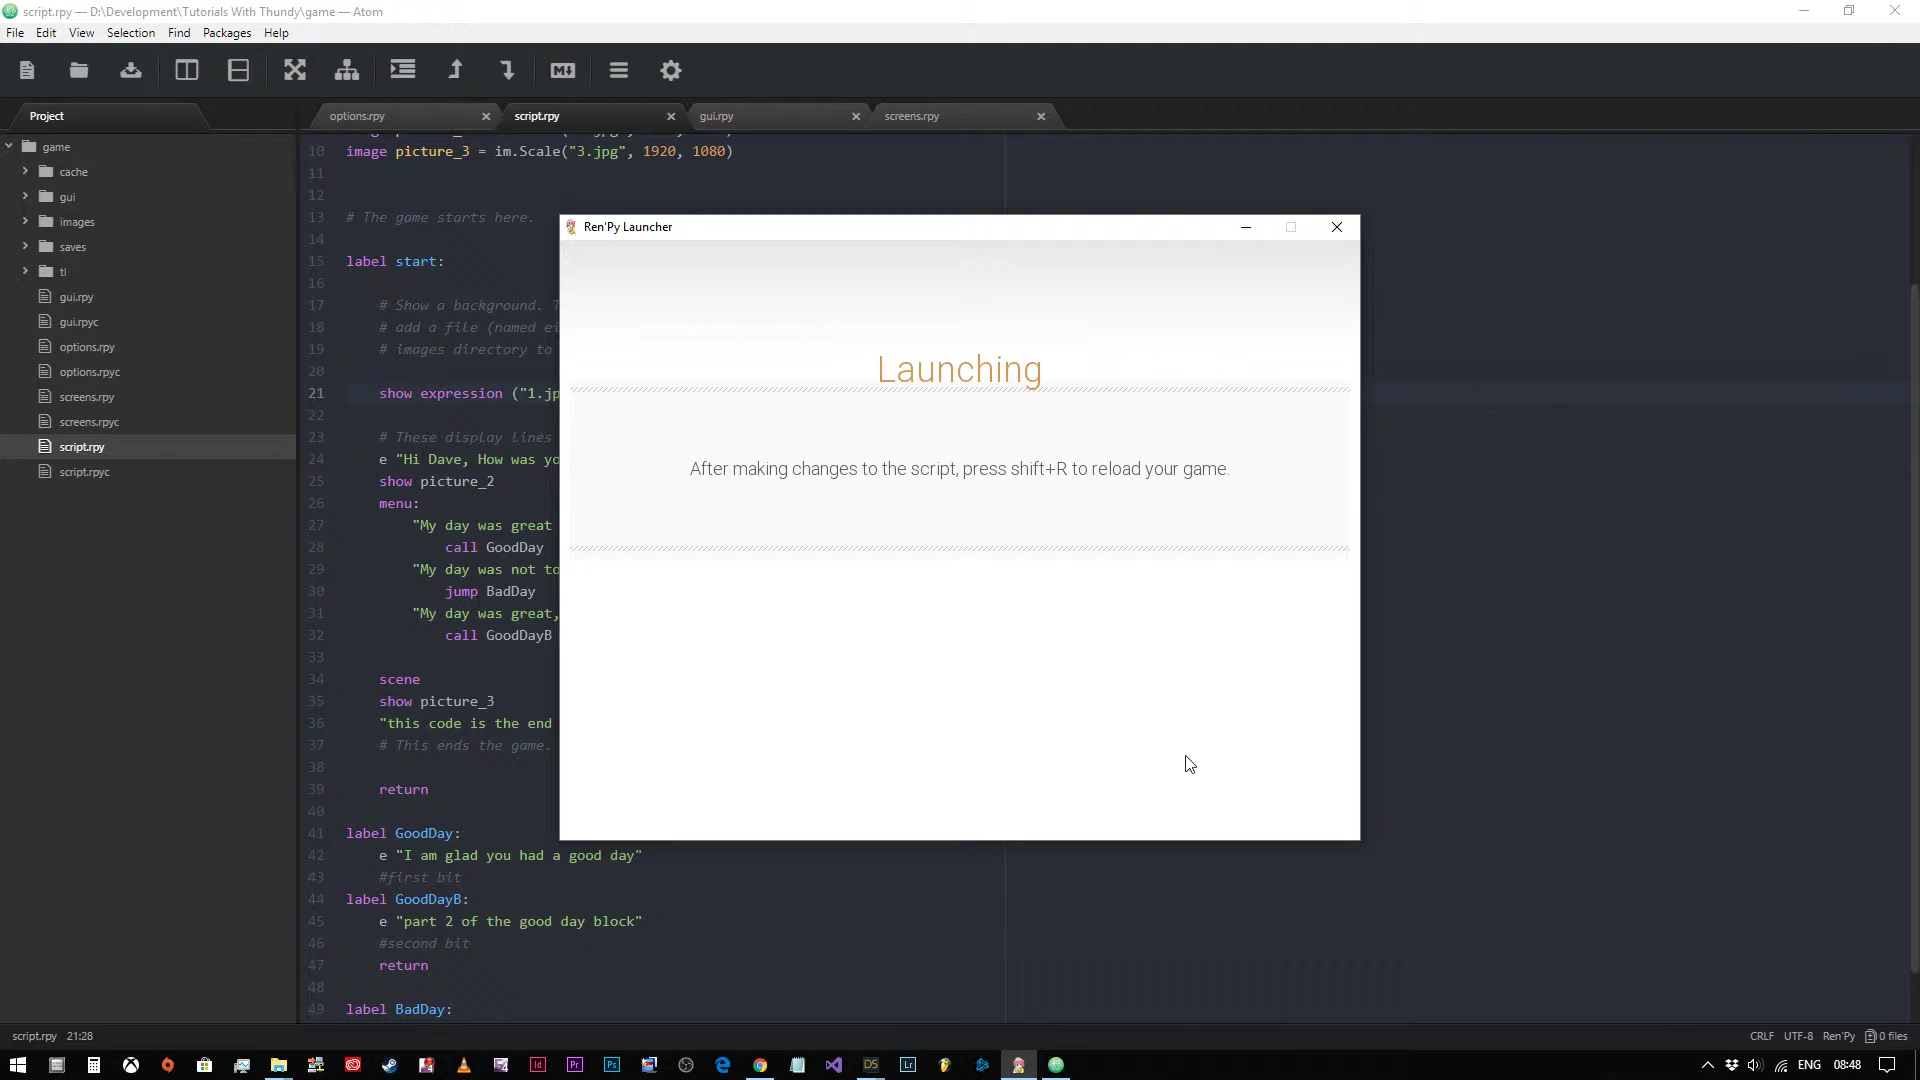 script.rpy — D:\Development\Tutorials With Thundy\game — Atom
File Edit View Selection Find Packages Help
Project
options.rpy
script.rpy
gui.rpy
screens.rpy
game
cache
gui
images
saves
tl
gui.rpy
gui.rpyc
options.rpy
options.rpyc
screens.rpy
screens.rpyc
script.rpy
script.rpyc
10 image picture_3 = im.Scale("3.jpg", 1920, 1080)
11
12
13 # The game starts here.
14
15 label start:
16
17 # Show a background. T
18 # add a file (named ei
19 # images directory to
20
21 show expression ("1.jp
22
23 # These display lines
24 e "Hi Dave, How was yo
25 show picture_2
26 menu:
27 "My day was great
28 call GoodDay
29 "My day was not to
30 jump BadDay
31 "My day was great,
32 call GoodDayB
33
34 scene
35 show picture_3
36 "this code is the end
37 # This ends the game.
38
39 return
40
41 label GoodDay:
42 e "I am glad you had a good day"
43 #first bit
44 label GoodDayB:
45 e "part 2 of the good day block"
46 #second bit
47 return
48
49 label BadDay:
Ren'Py Launcher
Launching
After making changes to the script, press shift+R to reload your game.
script.rpy 21:28
CRLF UTF-8 Ren'Py 0 files
ENG 08:48